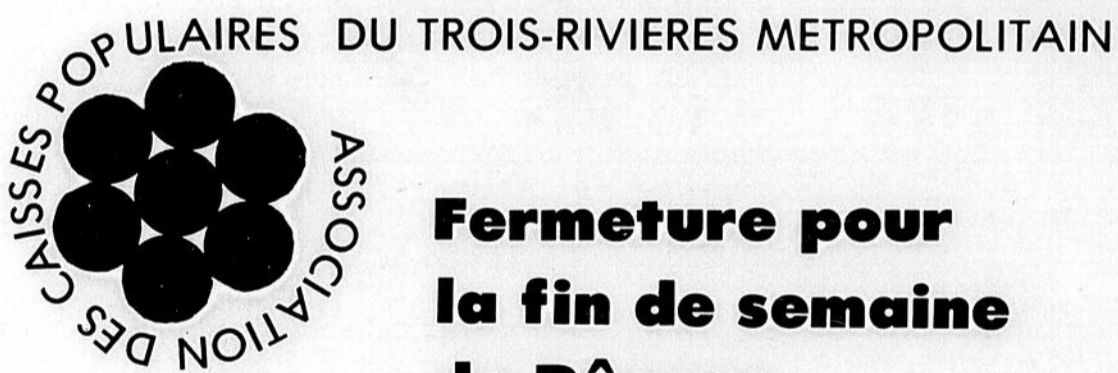 ASSOCIATION DES CAISSES POPULAIRES DU TROIS-RIVIERES METROPOLITAIN
Fermeture pour
la fin de semaine